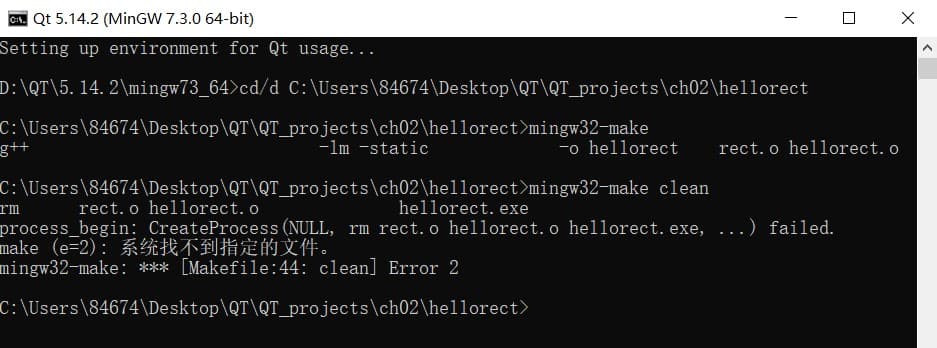 Qt 5.14.2 (MinGW 7.3.0 64-bit)
Setting up environment for Qt usage...
D:\QT\5.14.2\mingw73_64>cd/d C:\Users\84674\Desktop\QT\QT_projects\ch02\hellorect
C:\Users\84674\Desktop\QT\QT_projects\ch02\hellorect>mingw32-make
g++ -lm -static -o hellorect rect.o hellorect.o
C:\Users\84674\Desktop\QT\QT_projects\ch02\hellorect>mingw32-make clean
rm rect.o hellorect.o hellorect.exe
process_begin: CreateProcess(NULL, rm rect.o hellorect.o hellorect.exe, ...) failed.
make (e=2): 系统找不到指定的文件。
mingw32-make: *** [Makefile:44: clean] Error 2
C:\Users\84674\Desktop\QT\QT_projects\ch02\hellorect>